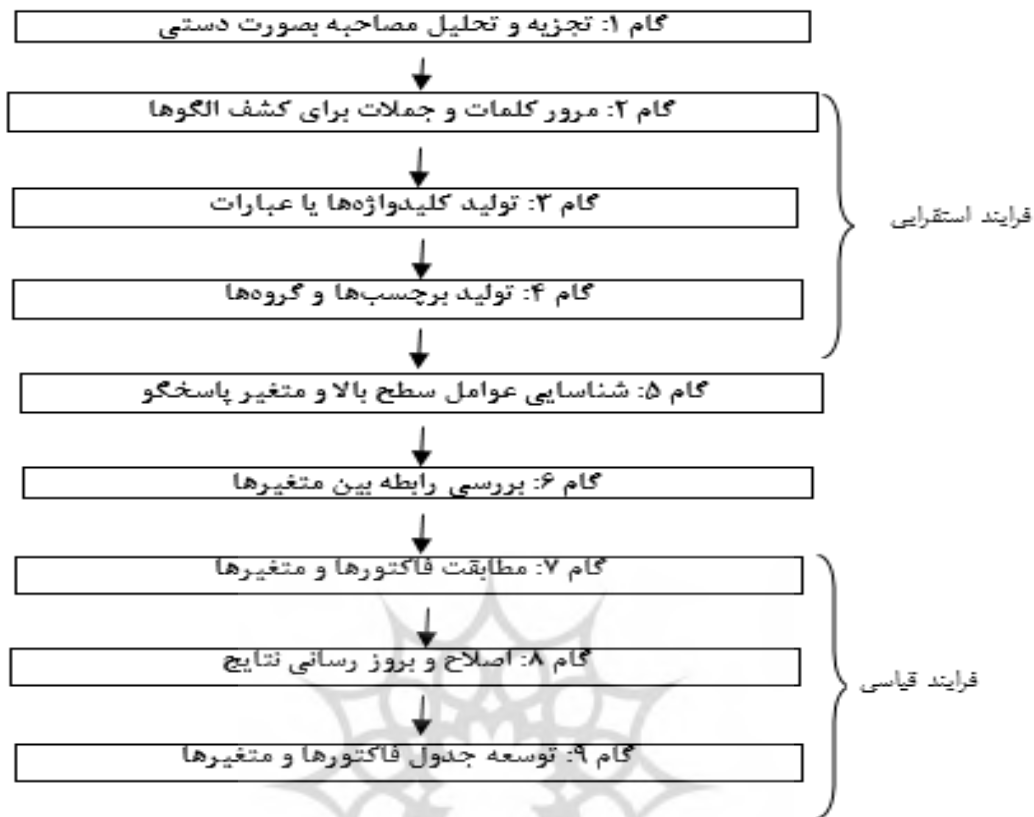 گام ۱: تجزیه و تحلیل مصاحبه بصورت دستی
گام ۲: مرور کلمات و جملات برای کشف الگوها
گام ۳: تولید کلیدواژه‌ها یا عبارات
فرایند استقرایی
گام ۴: تولید برچسب‌ها و گروه‌ها
گام ۵: شناسایی عوامل سطح بالا و متغیر پاسخگو
گام ۶: بررسی رابطه بین متغیرها
گام ۷: مطابقت فاکتورها و متغیرها
گام ۸: اصلاح و بروز رسانی نتایج
فرایند قیاسی
گام ۹: توسعه جدول فاکتورها و متغیرها